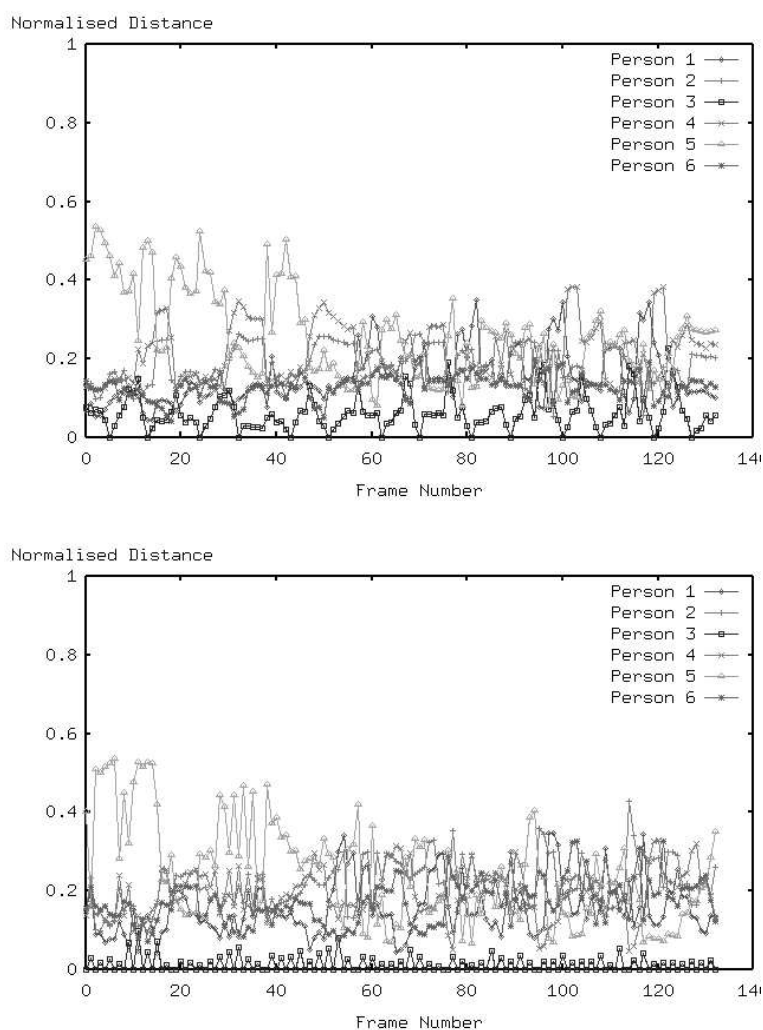 Normalised Distance
1
0.8
0.6
0.4
0.2
0
Person 1
Person 2
Person 3
Person 4
Person 5
Person 6
0 20 40 60 80 100 120
Frame Number
Normalised Distance
1
0.8
0.6
0.4
0.2
0
Person 1
Person 2
Person 3
Person 4
Person 5
Person 6
0 20 40 60 80 100 120
Frame Number